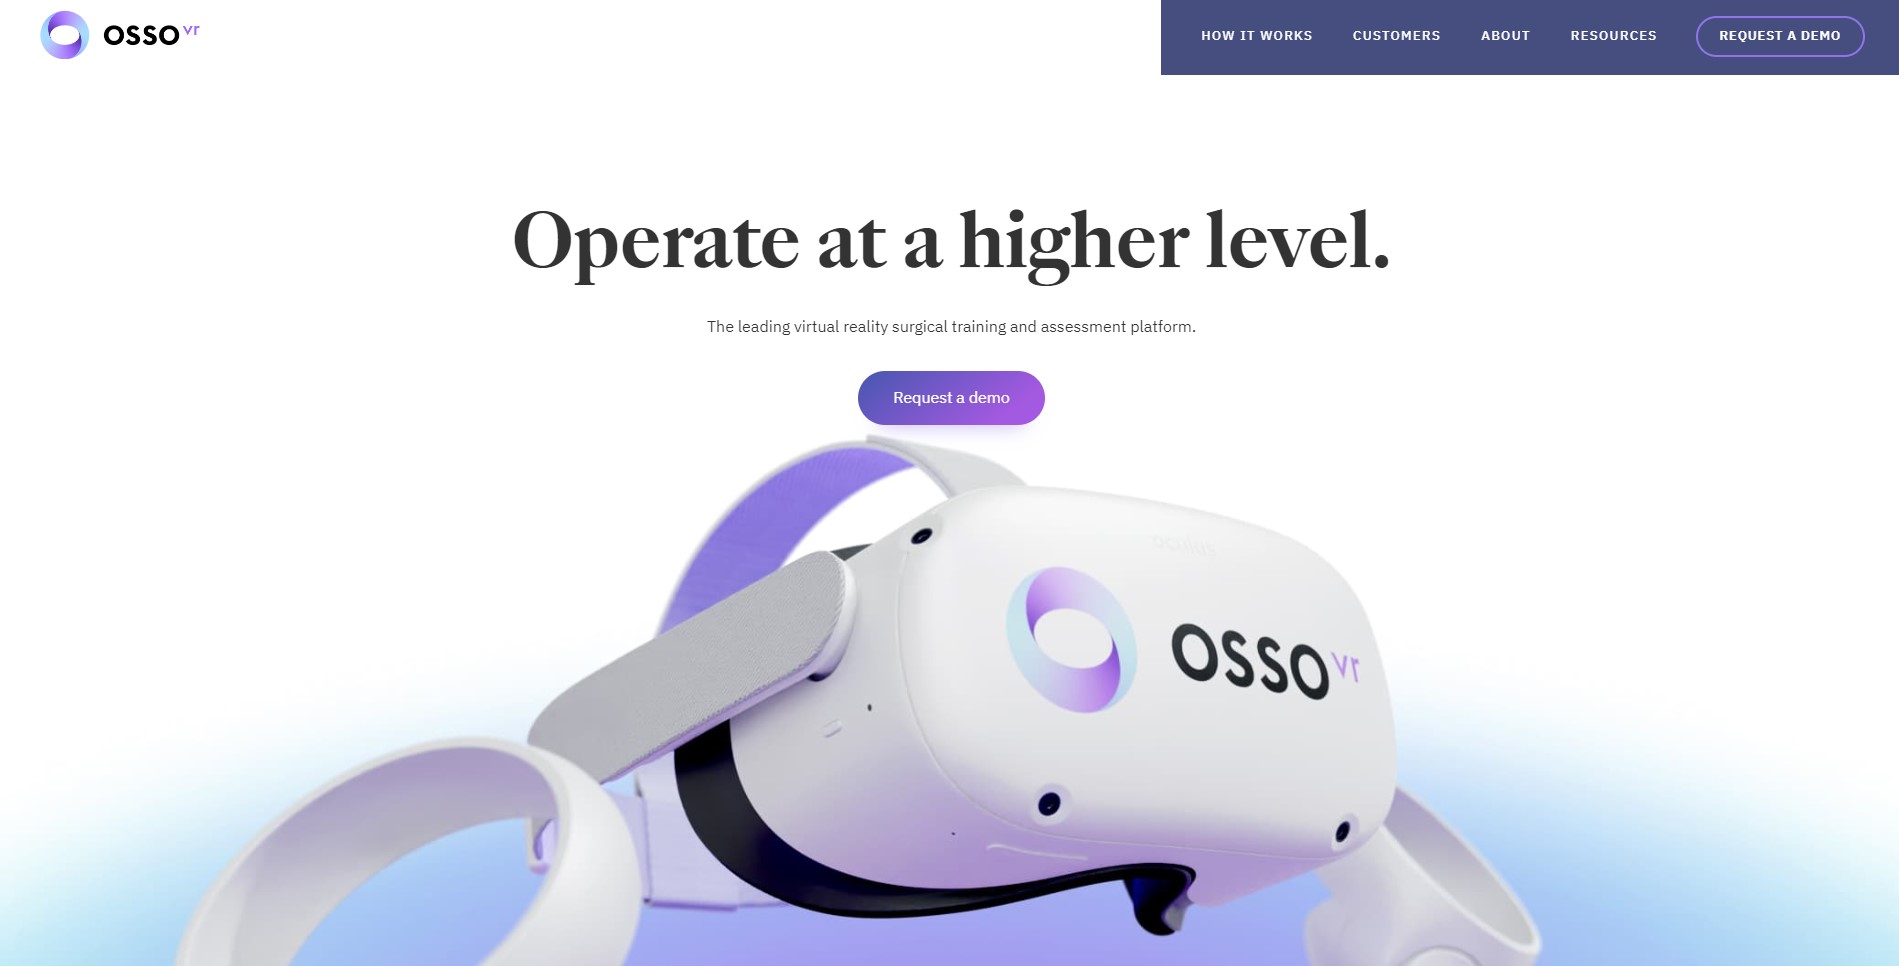 osso vr
HOW IT WORKS
CUSTOMERS
ABOUT
RESOURCES
REQUEST A DEMO
Operate at a higher level.
The leading virtual reality surgical training and assessment platform.
Request a demo
oculus
osso vr